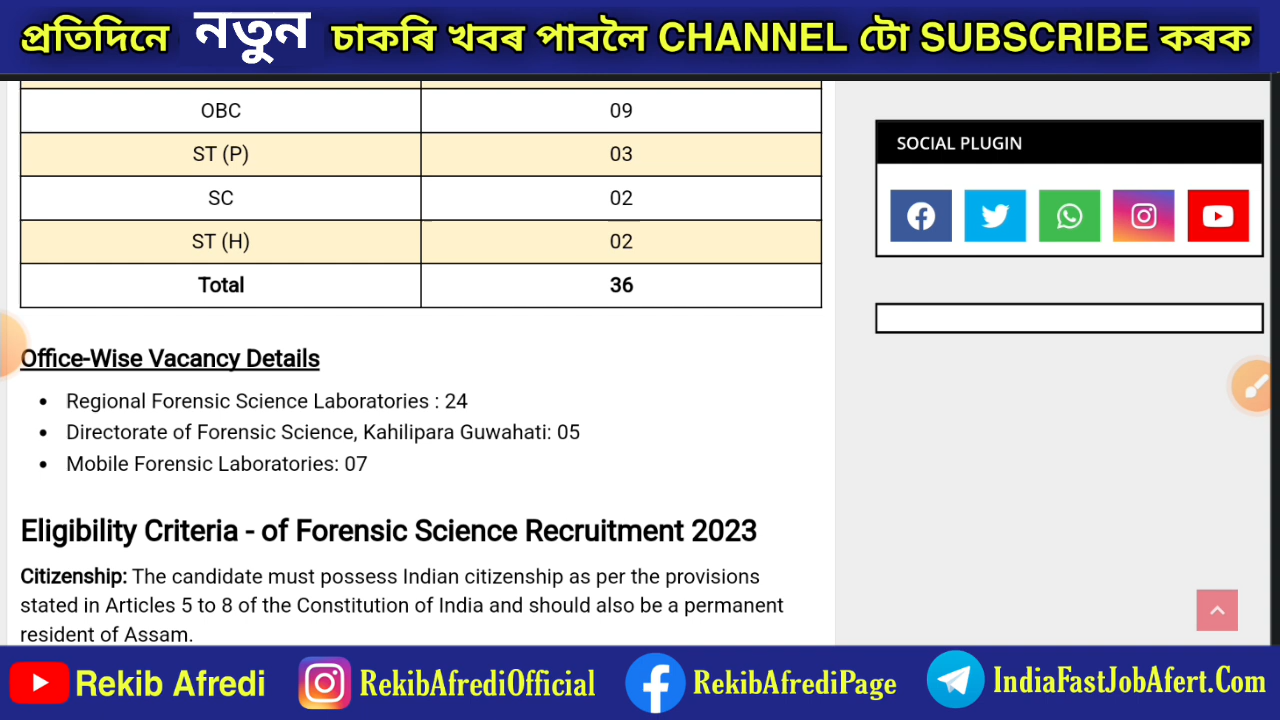 প্ৰতিদিনে নতুন চাকৰি খবৰ পাবলৈ CHANNEL টো SUBSCRIBE কৰক
OBC 09
ST (P) 03
SC 02
ST (H) 02
Total 36
SOCIAL PLUGIN
Office-Wise Vacancy Details
• Regional Forensic Science Laboratories : 24
• Directorate of Forensic Science, Kahilipara Guwahati: 05
• Mobile Forensic Laboratories: 07
Eligibility Criteria - of Forensic Science Recruitment 2023
Citizenship: The candidate must possess Indian citizenship as per the provisions
stated in Articles 5 to 8 of the Constitution of India and should also be a permanent
resident of Assam.
Rekib Afredi RekibAfrediOfficial RekibAfrediPage IndiaFastJobAfert.Com